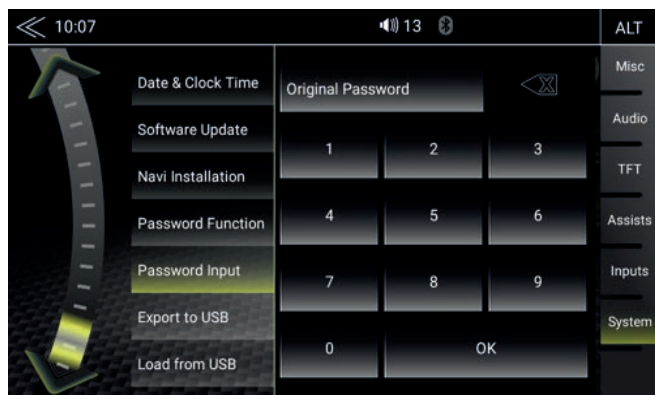 10:07
13
ALT
Date & Clock Time
Software Update
Navi Installation
Password Function
Password Input
Export to USB
Load from USB
Original Password
X
1 2 3
4 5 6
7 8 9
0 OK
Misc
Audio
TFT
Assists
Inputs
System